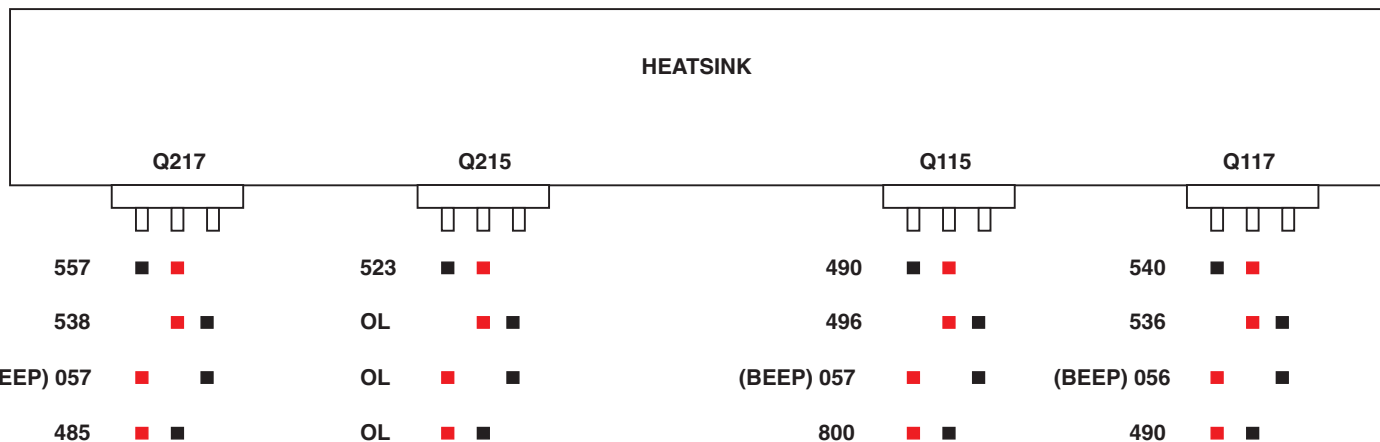 HEATSINK
Q217 Q215 Q115 Q117
557 523 490 540
538 OL 496 536
EEP) 057 OL (BEEP) 057 (BEEP) 056
485 OL 800 490